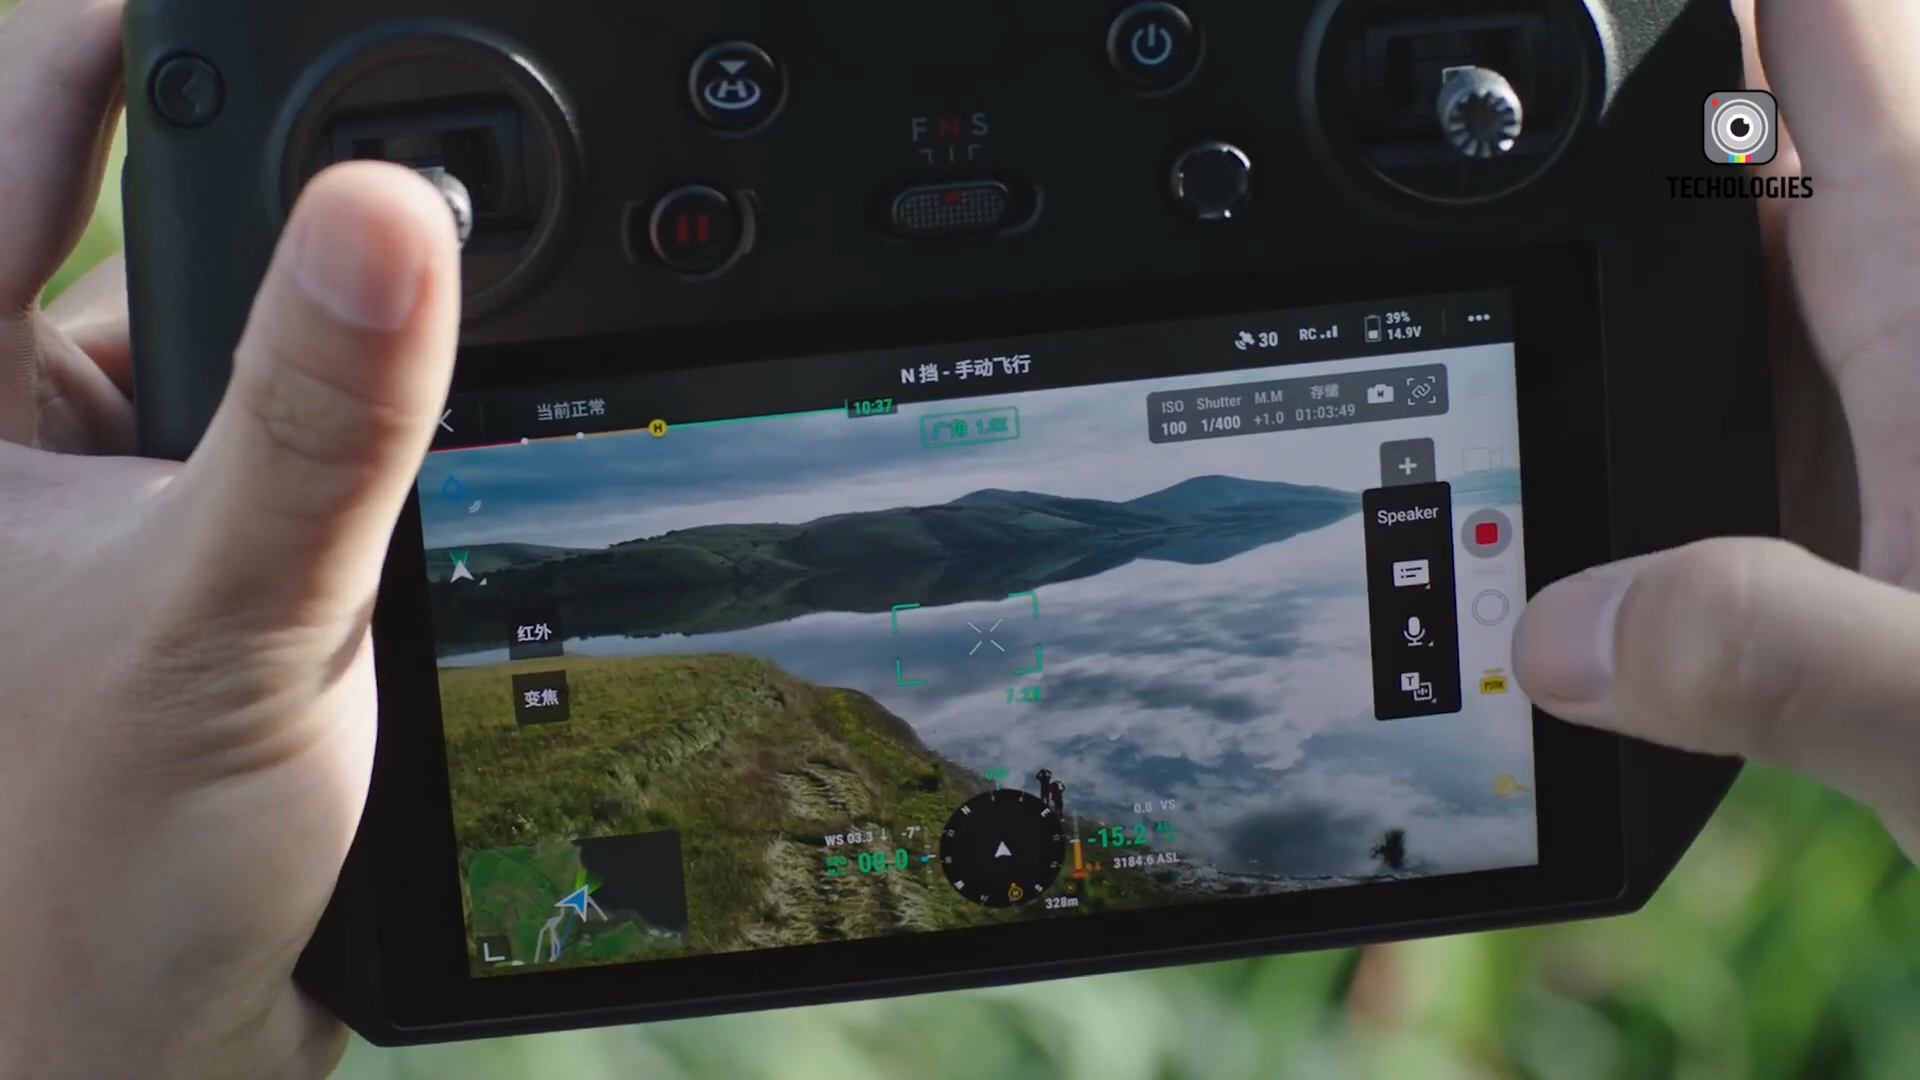 F N S
TECHOLOGIES
30
RC
39%
14.9V
N 挡 - 手动飞行
当前正常
H
10:37
广角
ISO
100
Shutter
1/400
M.M
+1.0
存储
01:03:49
Speaker
红外
变焦
T
WS 03.3
-7°
00.0
N
E
S
W
0.0 VS
-15.2
3184.6 ASL
328m